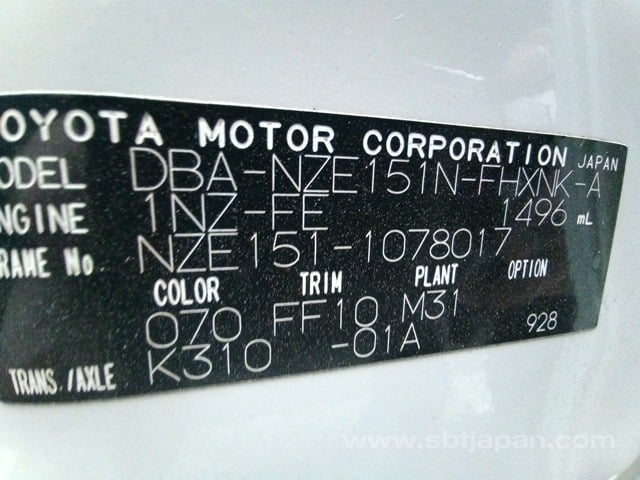 OYOTA MOTOR CORPORATION JAPAN
ODEL DBA-NZE151N-FHXNK-A
NGINE 1NZ-FE 1496 mL
RAME No. NZE151-1078017
COLOR TRIM PLANT OPTION
070 FF10 M31
TRANS./AXLE K310 -01A 928
www.sbtjapan.com